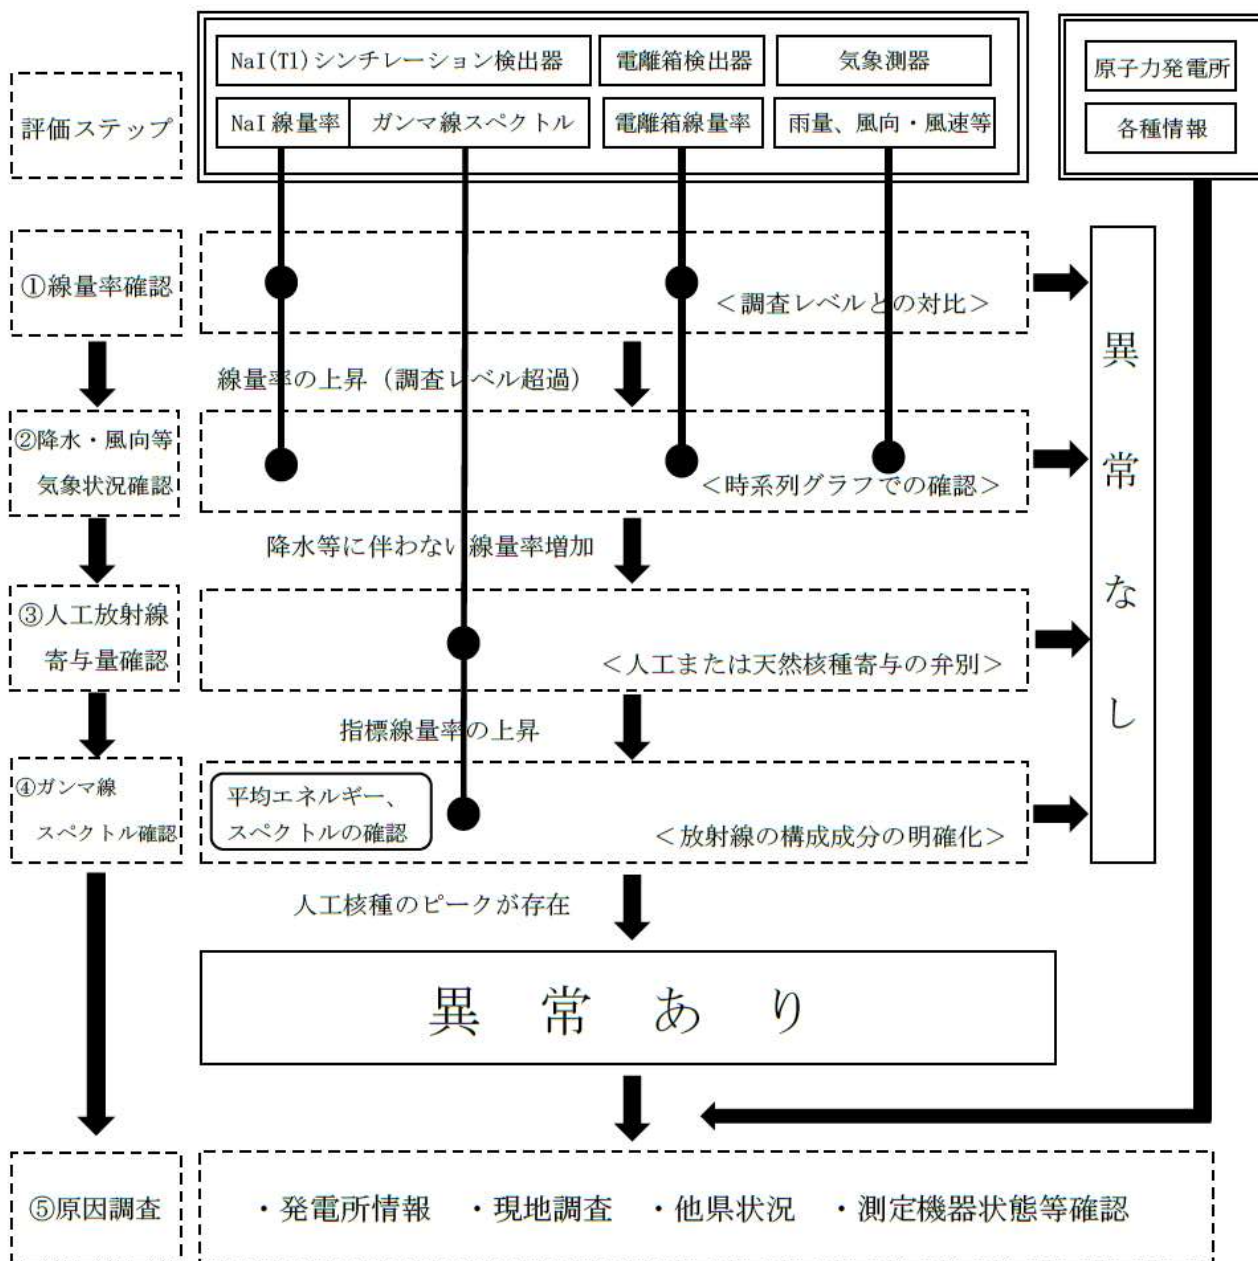 NaI(Tl)シンチレーション検出器
電離箱検出器
気象測器
原子力発電所
評価ステップ
NaI線量率
ガンマ線スペクトル
電離箱線量率
雨量、風向・風速等
各種情報
①線量率確認
＜調査レベルとの対比＞
線量率の上昇（調査レベル超過）
②降水・風向等
気象状況確認
＜時系列グラフでの確認＞
降水等に伴わない線量率増加
③人工放射線
寄与量確認
＜人工または天然核種寄与の弁別＞
指標線量率の上昇
④ガンマ線
スペクトル確認
平均エネルギー、
スペクトルの確認
＜放射線の構成成分の明確化＞
異常なし
人工核種のピークが存在
異常あり
⑤原因調査
・発電所情報 ・現地調査 ・他県状況 ・測定機器状態等確認